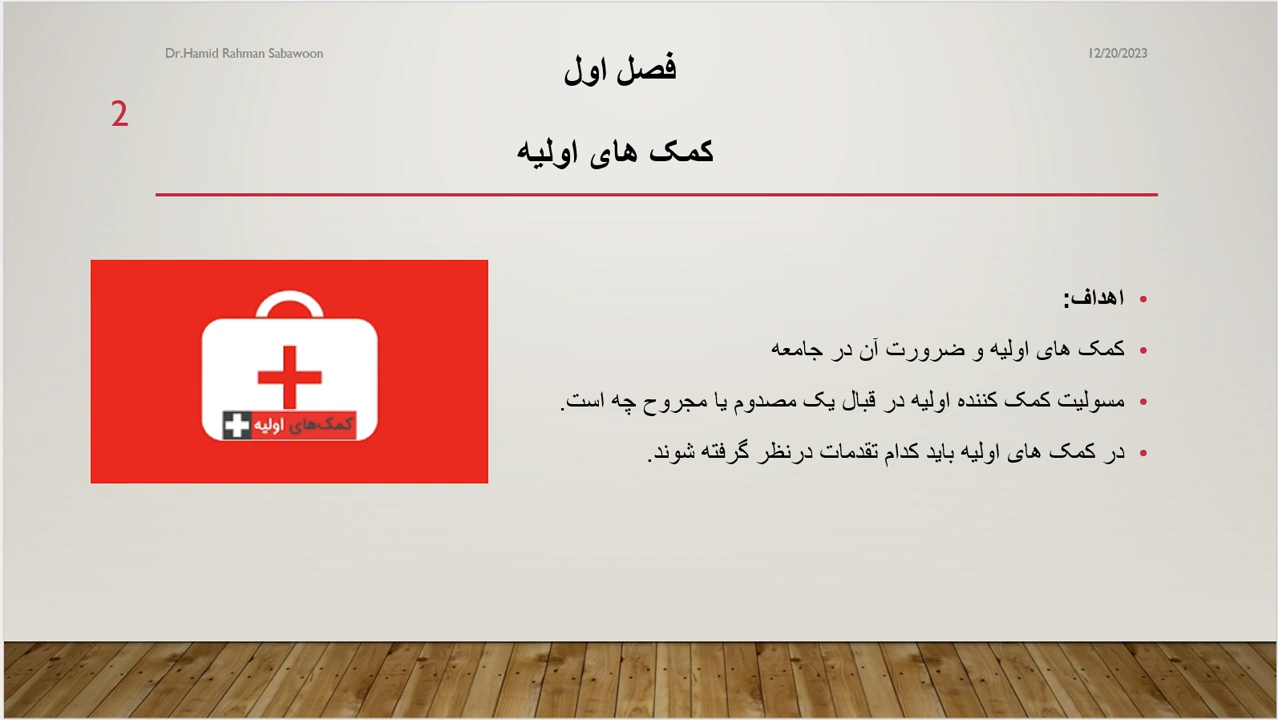 Dr.Hamid Rahman Sabawoon
12/20/2023
2
فصل اول
کمک های اولیه
اهداف:
کمک های اولیه و ضرورت آن در جامعه
مسولیت کمک کننده اولیه در قبال یک مصدوم یا مجروح چه است.
در کمک های اولیه باید کدام تقدمات درنظر گرفته شوند.
کمک‌های اولیه